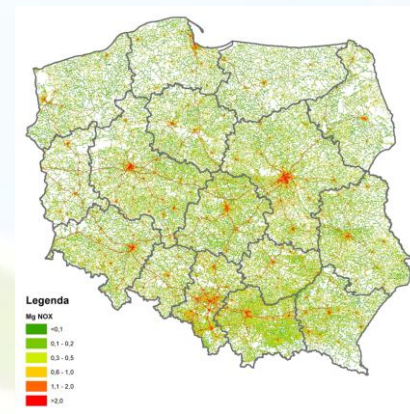 Legenda
Mg NOX
<0,1
0,1 - 0,2
0,3 - 0,5
0,6 - 1,0
1,1 - 2,0
>2,0